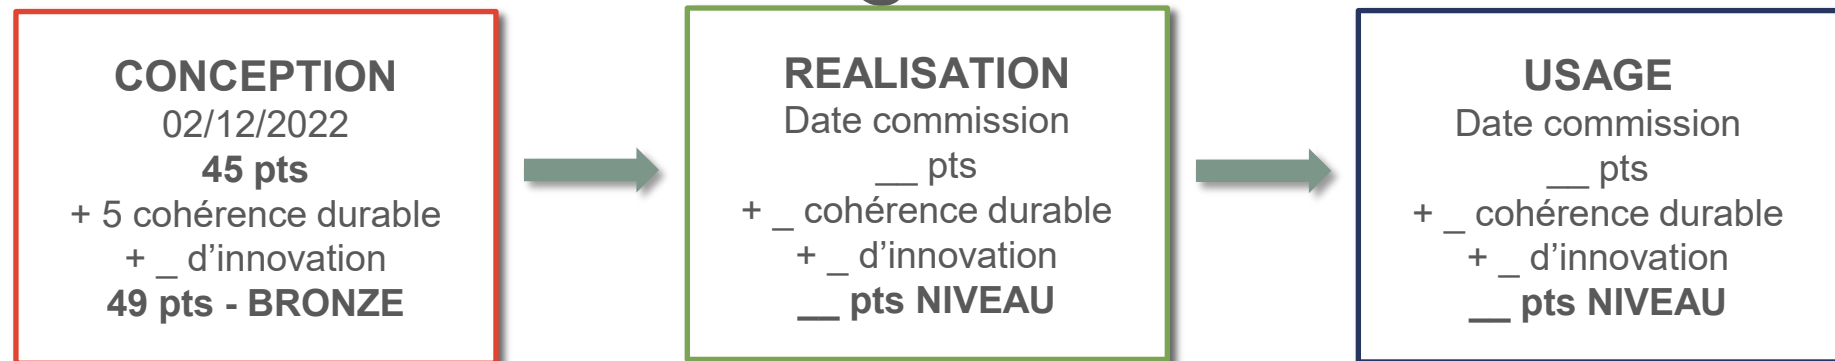 CONCEPTION
02/12/2022
45 pts
+ 5 cohérence durable
+ _ d’innovation
49 pts - BRONZE
REALISATION
Date commission
__ pts
+ _ cohérence durable
+ _ d’innovation
__ pts NIVEAU
USAGE
Date commission
__ pts
+ _ cohérence durable
+ _ d’innovation
__ pts NIVEAU